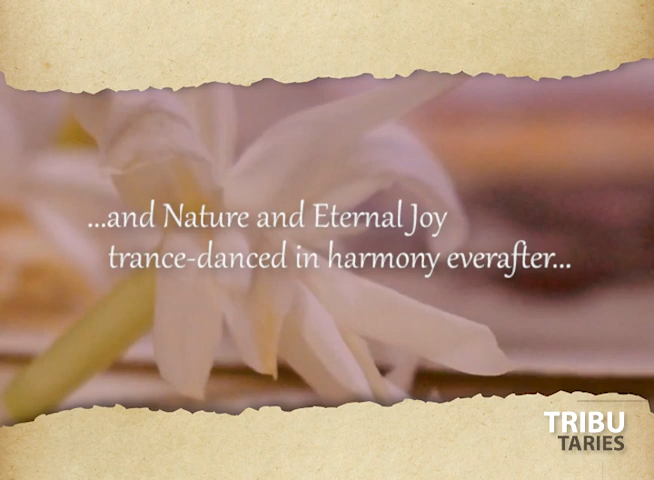 ...and Nature and Eternal Joy
trance-danced in harmony everafter...
TRIBU
TARIES